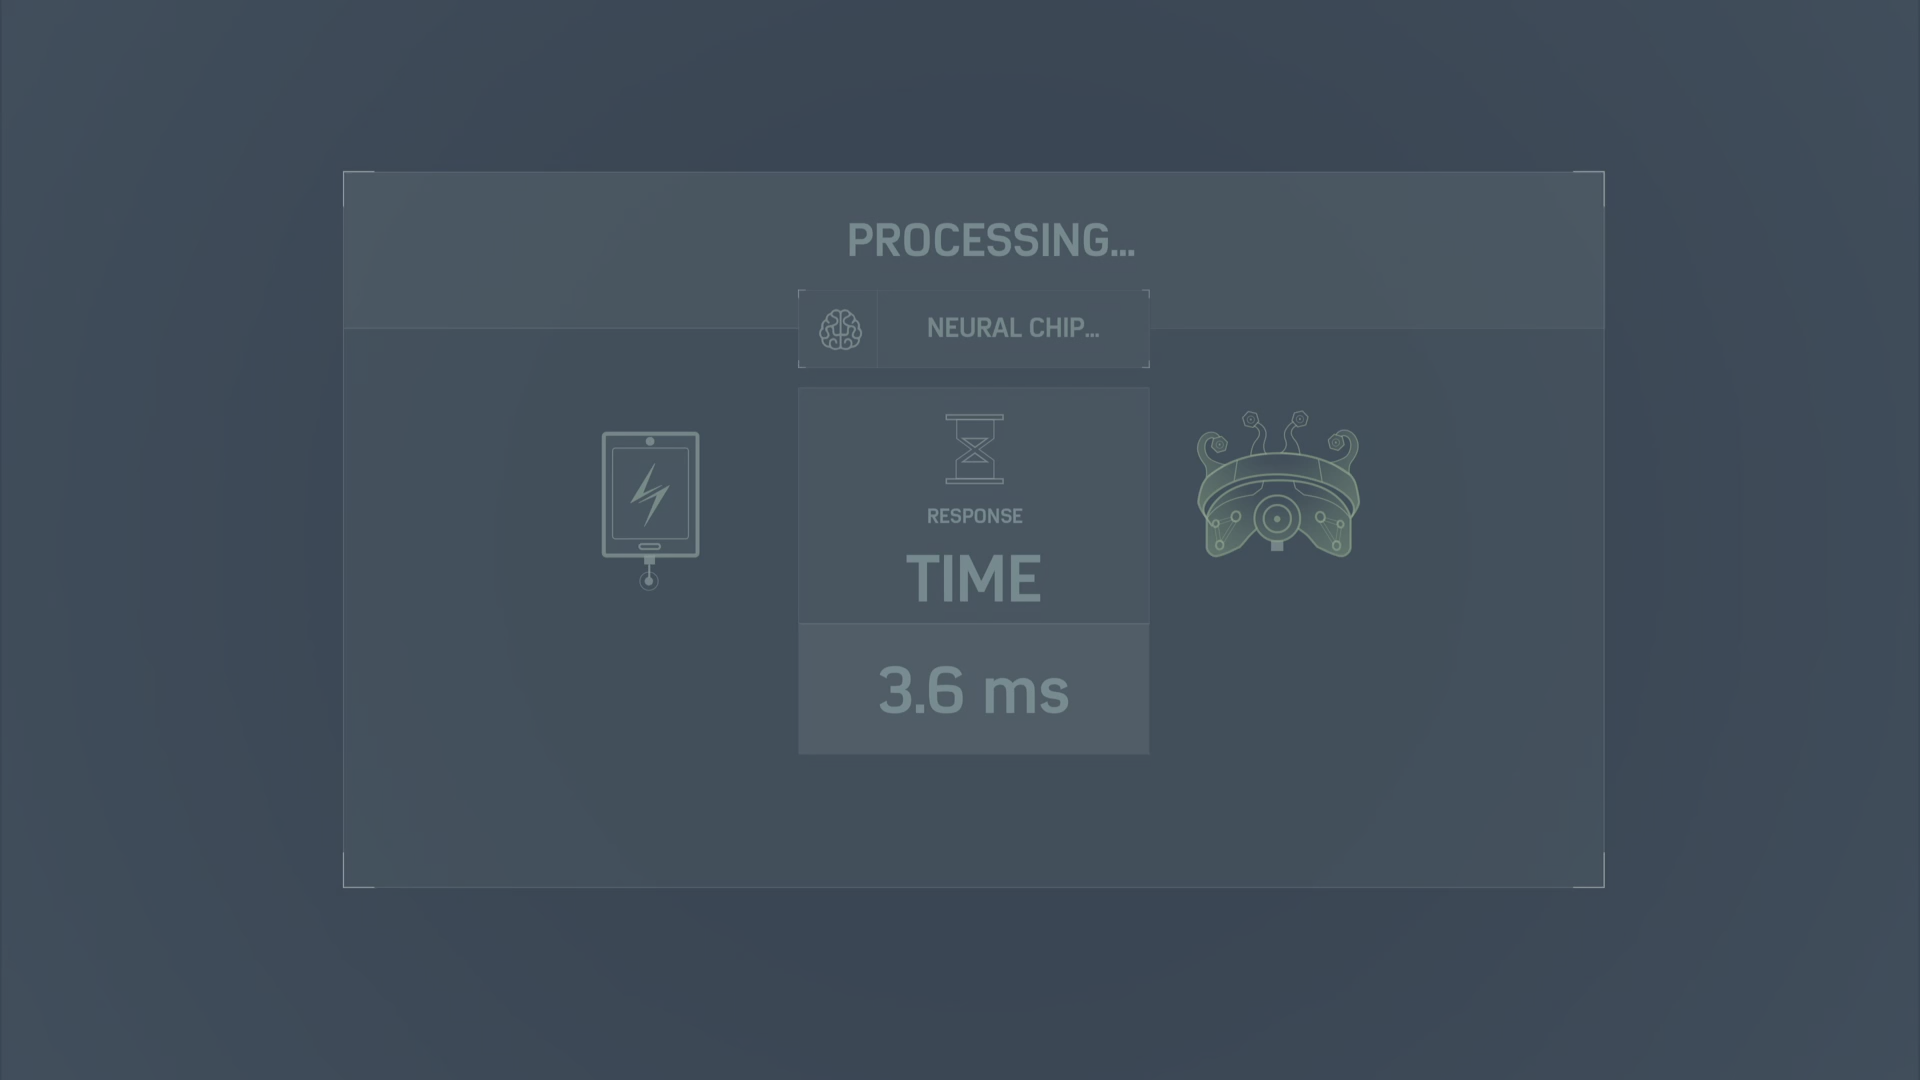 PROCESSING...
NEURAL CHIP...
RESPONSE
TIME
3.6 ms